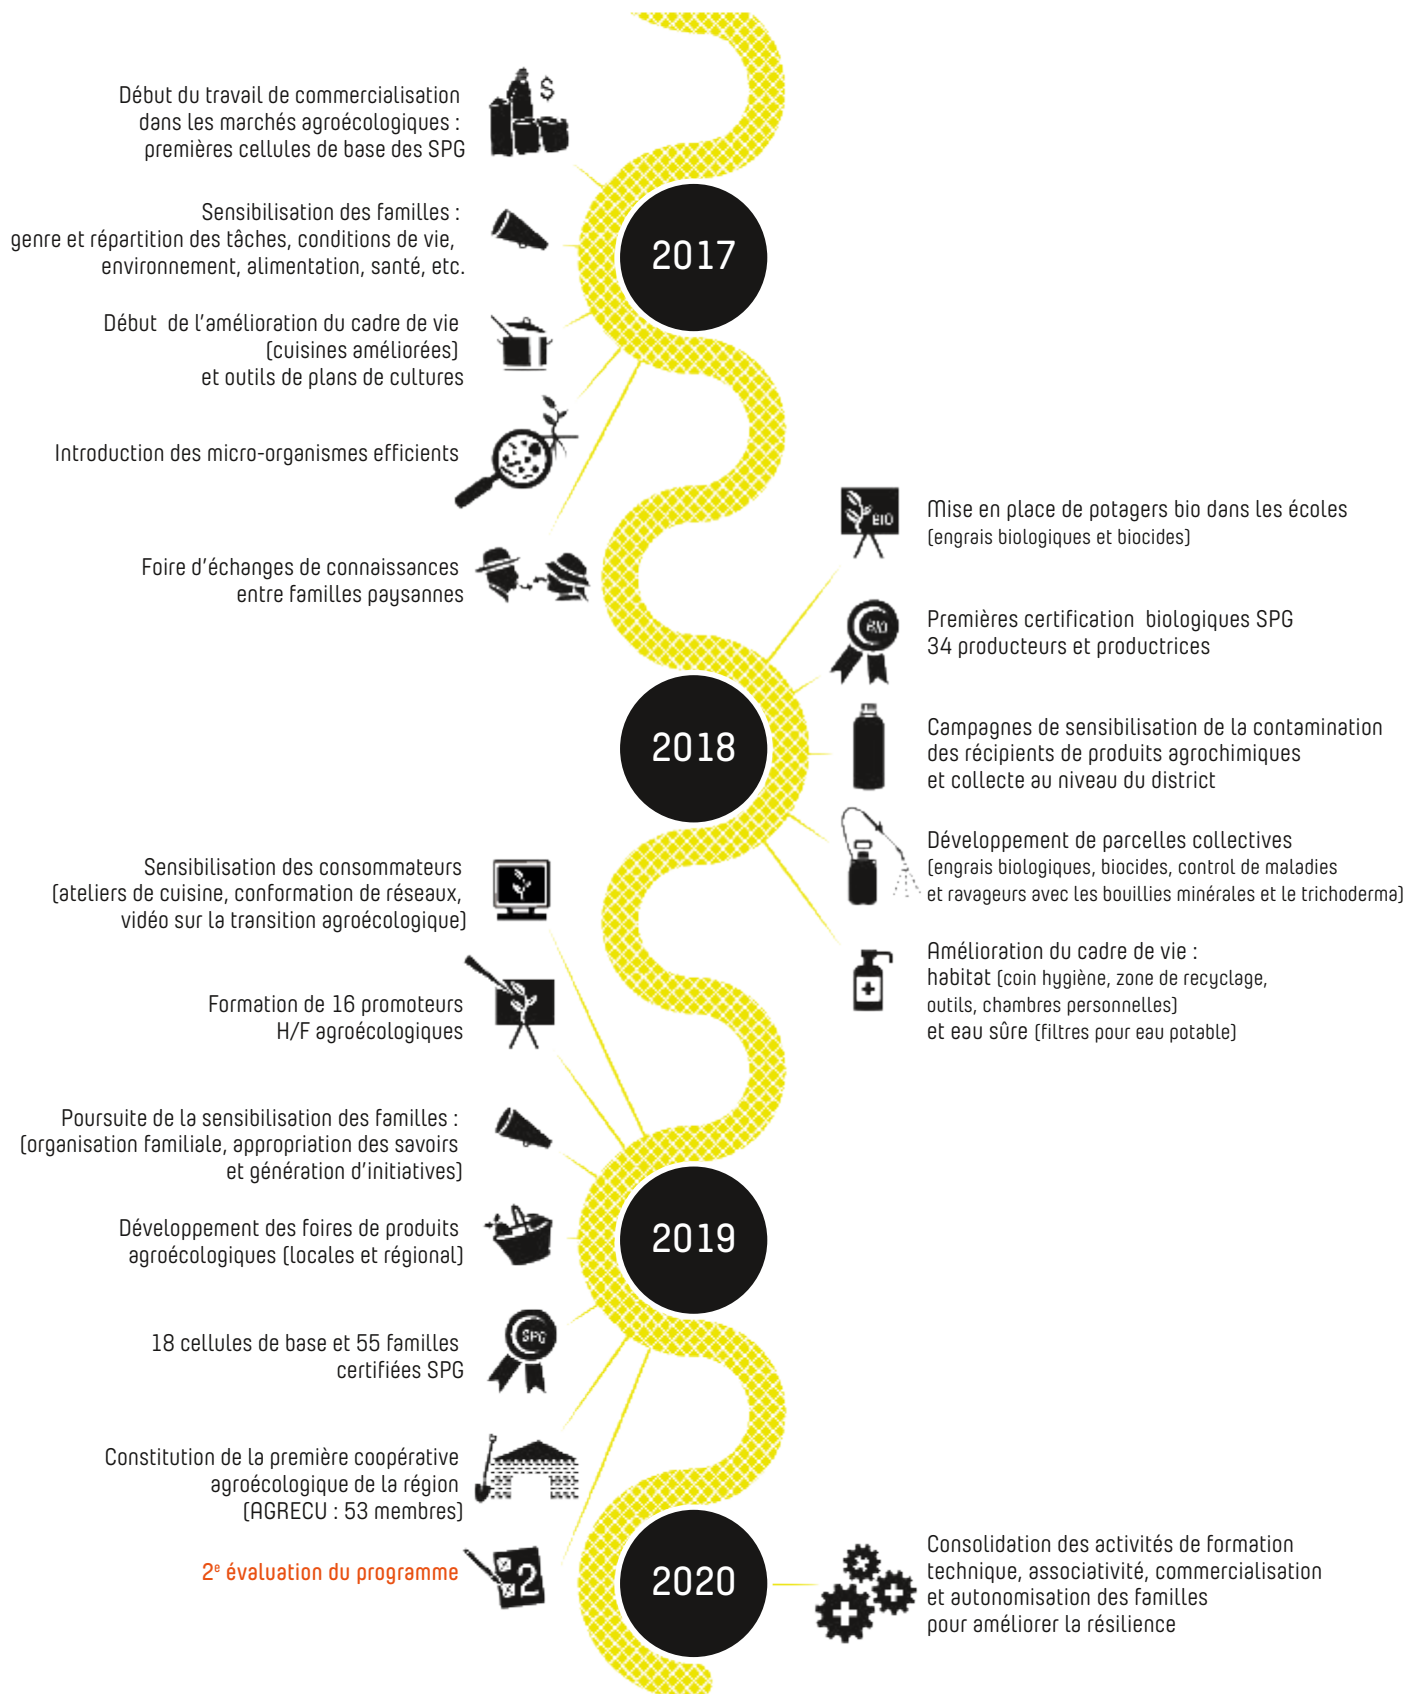 Début du travail de commercialisation
dans les marchés agroécologiques :
premières cellules de base des SPG
$
Sensibilisation des familles :
genre et répartition des tâches, conditions de vie,
environnement, alimentation, santé, etc.
2017
Début de l'amélioration du cadre de vie
(cuisines améliorées)
et outils de plans de cultures
Introduction des micro-organismes efficients
Foire d'échanges de connaissances
entre familles paysannes
BIO
Mise en place de potagers bio dans les écoles
(engrais biologiques et biocides)
BIO
Premières certification biologiques SPG
34 producteurs et productrices
2018
Campagnes de sensibilisation de la contamination
des récipients de produits agrochimiques
et collecte au niveau du district
Développement de parcelles collectives
(engrais biologiques, biocides, control de maladies
et ravageurs avec les bouillies minérales et le trichoderma)
Amélioration du cadre de vie :
habitat (coin hygiène, zone de recyclage,
outils, chambres personnelles)
et eau sûre (filtres pour eau potable)
Sensibilisation des consommateurs
(ateliers de cuisine, conformation de réseaux,
vidéo sur la transition agroécologique)
Formation de 16 promoteurs
H/F agroécologiques
Poursuite de la sensibilisation des familles :
(organisation familiale, appropriation des savoirs
et génération d'initiatives)
2019
Développement des foires de produits
agroécologiques (locales et régional)
18 cellules de base et 55 familles
certifiées SPG
SPG
Constitution de la première coopérative
agroécologique de la région
(AGRECU : 53 membres)
2e évaluation du programme
2
2020
Consolidation des activités de formation
technique, associativité, commercialisation
et autonomisation des familles
pour améliorer la résilience